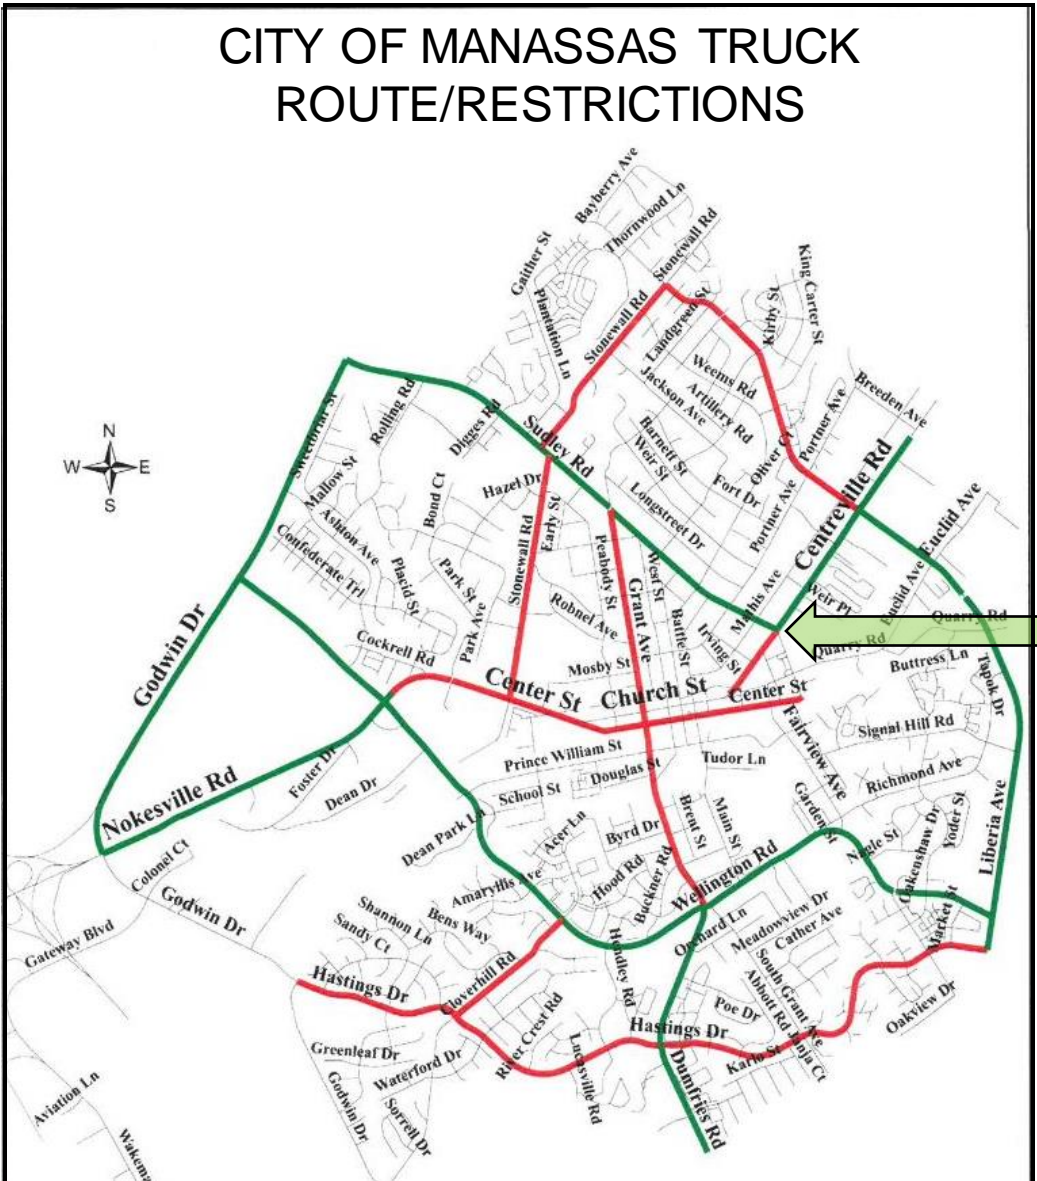 CITY OF MANASSAS TRUCK
ROUTE/RESTRICTIONS
Bayberry Ave
Thornwood Ln
Stonewall Rd
Gaither St
Plantation Ln
Stonewall Rd
Landgreen St
Kirby St
King Carter St
Weems Rd
Jackson Ave
Artillery Rd
Breeden Ave
Portner Ave
Sweetbriar St
Rolling Rd
Digges Rd
Sudley Rd
Barnett St
Weir St
Oliver Ct
Fort Dr
Longstreet Dr
Portner Ave
Centreville Rd
Euclid Ave
N
W
E
S
Mallow St
Bond Ct
Hazel Dr
Early St
Ashton Ave
Confederate Trl
Placid St
Park St
Park Ave
Stonewall Rd
Peabody St
West St
Grant Ave
Robnel Ave
Battle St
Irving St
Mathis Ave
Weir Pl
Euclid Ave
Quarry Rd
Quarry Rd
Godwin Dr
Cockrell Rd
Mosby St
Center St
Church St
Center St
Buttress Ln
Tapok Dr
Fairview Ave
Signal Hill Rd
Nokesville Rd
Foster Dr
Dean Dr
Prince William St
Douglas St
Tudor Ln
School St
Richmond Ave
Dean Park Ln
Acer Ln
Byrd Dr
Brent St
Main St
Garden St
Nagle St
Oakenshaw Dr
Yoder St
Liberia Ave
Colonel Ct
Godwin Dr
Gateway Blvd
Amaryllis Ave
Hood Rd
Buckner Rd
Wellington Rd
Shannon Ln
Bens Way
Sandy Ct
Orchard Ln
Meadowview Dr
Cather Ave
Market St
Hastings Dr
Cloverhill Rd
Hendley Rd
South Grant Ave
Abbott Rd
Poe Dr
River Crest Rd
Hastings Dr
Oakview Dr
Greenleaf Dr
Waterford Dr
Lucasville Rd
Karlo St
Janja Ct
Godwin Dr
Sorrell Dr
Dumfries Rd
Aviation Ln